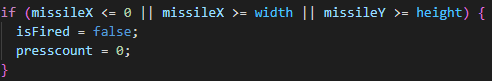 if (missileX <= 0 || missileX >= width || missileY >= height) {
  isFired = false;
  presscount = 0;
}